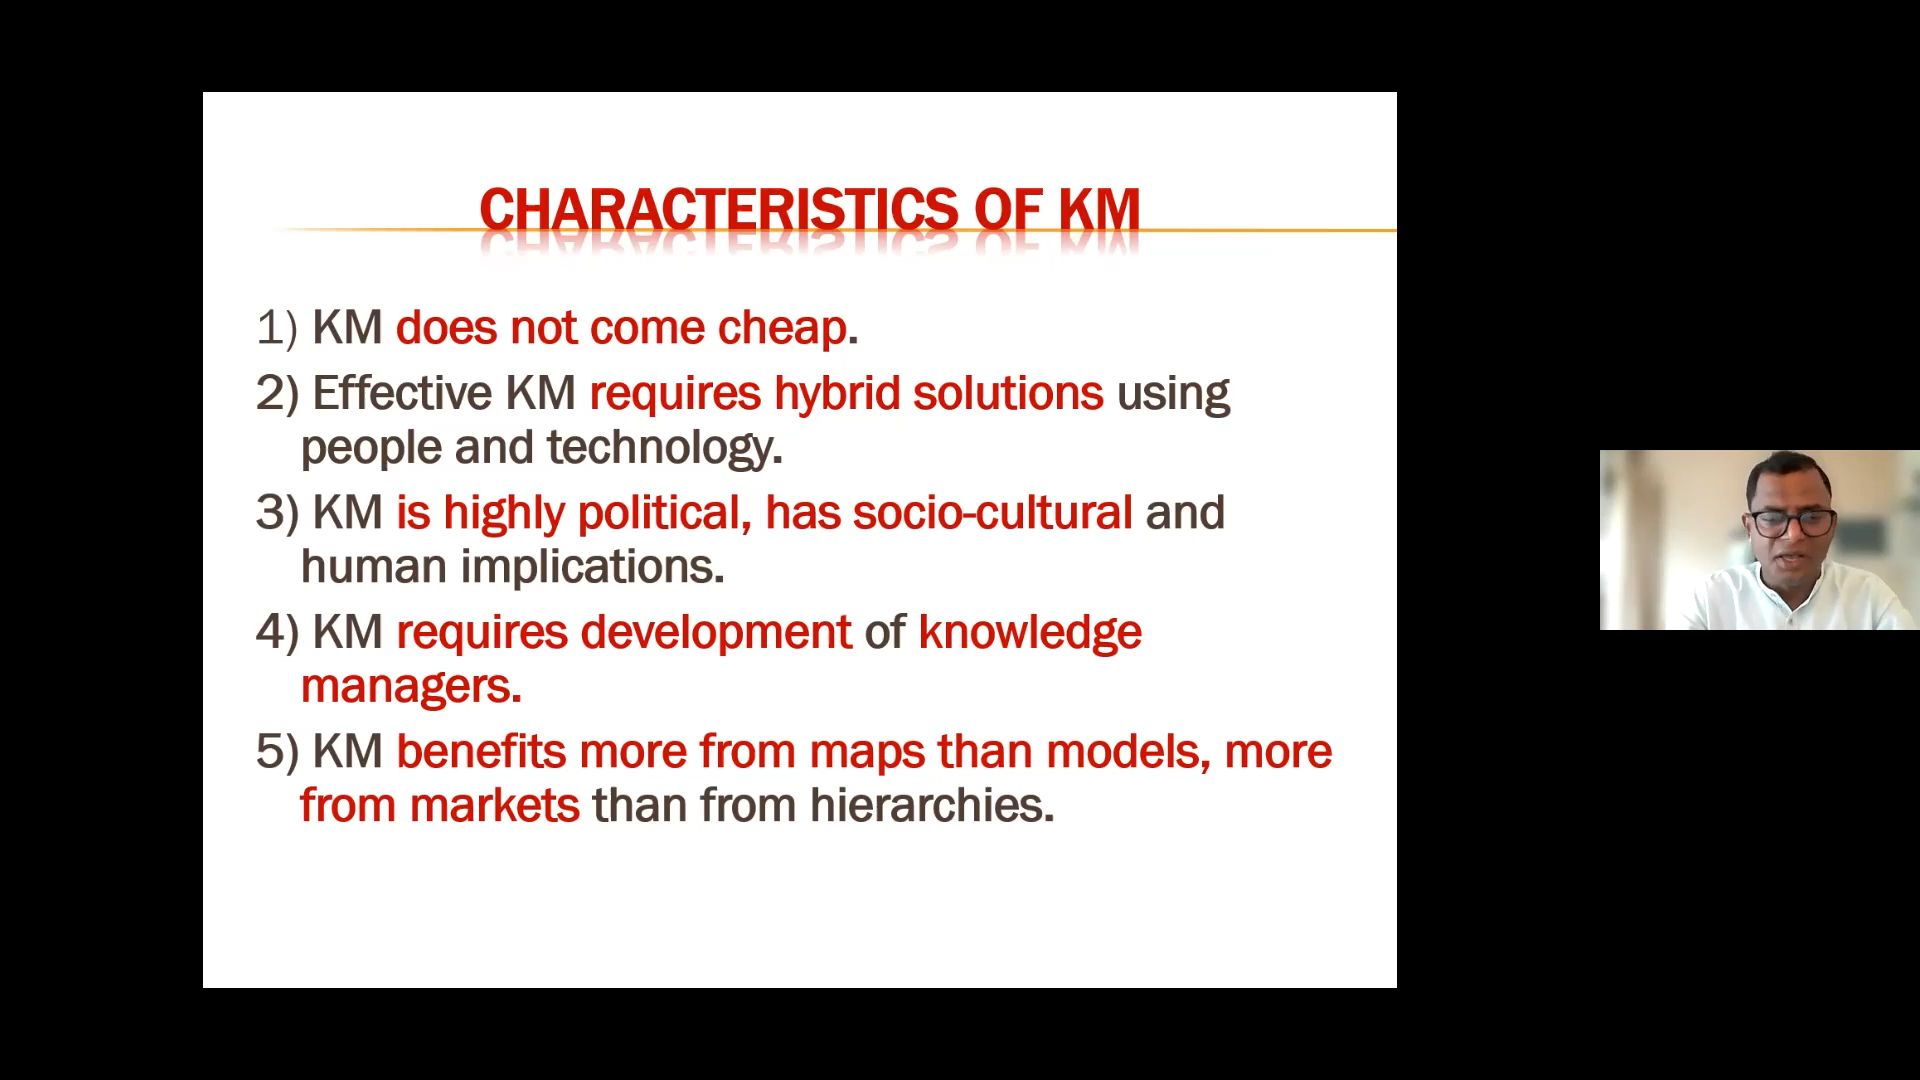 CHARACTERISTICS OF KM
1) KM does not come cheap.
2) Effective KM requires hybrid solutions using
people and technology.
3) KM is highly political, has socio-cultural and
human implications.
4) KM requires development of knowledge
managers.
5) KM benefits more from maps than models, more
from markets than from hierarchies.